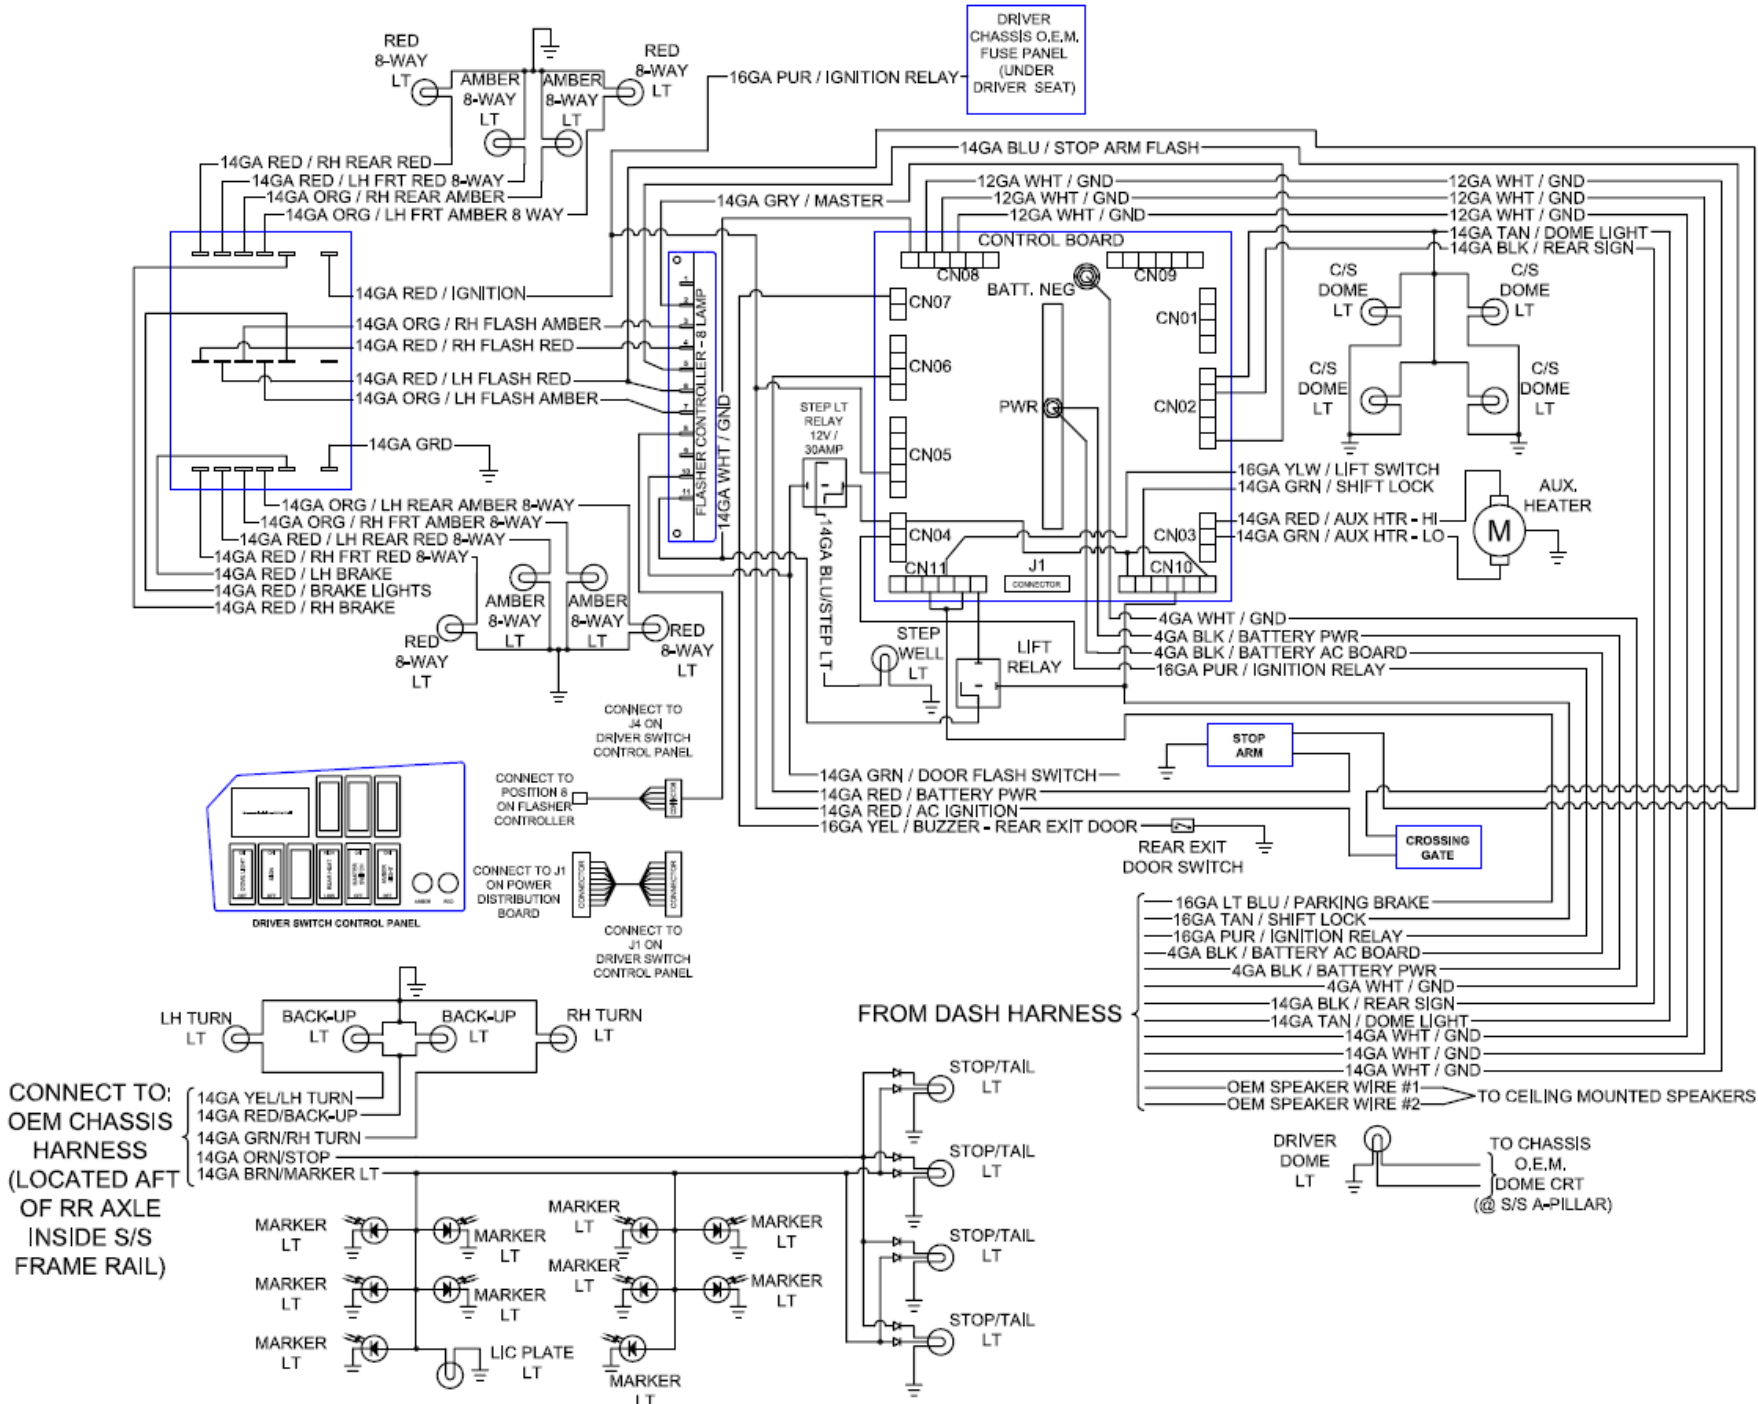 DRIVER
CHASSIS O.E.M.
FUSE PANEL
(UNDER
DRIVER SEAT)
16GA PUR / IGNITION RELAY
RED
8-WAY
LT
AMBER
8-WAY
LT
AMBER
8-WAY
LT
RED
8-WAY
LT
14GA RED / RH REAR RED
14GA RED / LH FRT RED 8-WAY
14GA ORG / RH REAR AMBER
14GA ORG / LH FRT AMBER 8 WAY
14GA RED / IGNITION
14GA ORG / RH FLASH AMBER
14GA RED / RH FLASH RED
14GA RED / LH FLASH RED
14GA ORG / LH FLASH AMBER
14GA GRD
14GA ORG / LH REAR AMBER 8-WAY
14GA ORG / RH FRT AMBER 8-WAY
14GA RED / LH REAR RED 8-WAY
14GA RED / RH FRT RED 8-WAY
14GA RED / LH BRAKE
14GA RED / BRAKE LIGHTS
14GA RED / RH BRAKE
RED
8-WAY
LT
AMBER
8-WAY
LT
AMBER
8-WAY
LT
RED
8-WAY
LT
14GA BLU / STOP ARM FLASH
14GA GRY / MASTER
12GA WHT / GND
12GA WHT / GND
12GA WHT / GND
12GA WHT / GND
12GA WHT / GND
12GA WHT / GND
14GA TAN / DOME LIGHT
14GA BLK / REAR SIGN
FLASHER CONTROLLER - 8 LAMP
1
2
3
4
5
6
7
8
9
10
11
14GA WHT / GND
CONTROL BOARD
CN08
CN09
BATT. NEG
CN07
CN01
CN06
CN02
PWR
CN05
CN04
CN03
CN11
J1
CONNECTOR
CN10
STEP LT
RELAY
12V /
30AMP
14GA BLU/STEP LT
STEP
WELL
LT
LIFT
RELAY
C/S
DOME
LT
C/S
DOME
LT
C/S
DOME
LT
C/S
DOME
LT
16GA YLW / LIFT SWITCH
14GA GRN / SHIFT LOCK
14GA RED / AUX HTR - HI
14GA GRN / AUX HTR - LO
AUX.
HEATER
M
4GA WHT / GND
4GA BLK / BATTERY PWR
4GA BLK / BATTERY AC BOARD
16GA PUR / IGNITION RELAY
STOP
ARM
CROSSING
GATE
14GA GRN / DOOR FLASH SWITCH
14GA RED / BATTERY PWR
14GA RED / AC IGNITION
16GA YEL / BUZZER - REAR EXIT DOOR
REAR EXIT
DOOR SWITCH
CONNECT TO
J4 ON
DRIVER SWITCH
CONTROL PANEL
CONNECT TO
POSITION 8
ON FLASHER
CONTROLLER
CONNECT TO J1
ON POWER
DISTRIBUTION
BOARD
CONNECTOR
CONNECTOR
CONNECT TO
J1 ON
DRIVER SWITCH
CONTROL PANEL
AMBER
RED
DRIVER SWITCH CONTROL PANEL
FROM DASH HARNESS
16GA LT BLU / PARKING BRAKE
16GA TAN / SHIFT LOCK
16GA PUR / IGNITION RELAY
4GA BLK / BATTERY AC BOARD
4GA BLK / BATTERY PWR
4GA WHT / GND
14GA BLK / REAR SIGN
14GA TAN / DOME LIGHT
14GA WHT / GND
14GA WHT / GND
14GA WHT / GND
OEM SPEAKER WIRE #1
OEM SPEAKER WIRE #2
TO CEILING MOUNTED SPEAKERS
DRIVER
DOME
LT
TO CHASSIS
O.E.M.
DOME CRT
(@ S/S A-PILLAR)
LH TURN
LT
BACK-UP
LT
BACK-UP
LT
RH TURN
LT
CONNECT TO:
OEM CHASSIS
HARNESS
(LOCATED AFT
OF RR AXLE
INSIDE S/S
FRAME RAIL)
14GA YEL/LH TURN
14GA RED/BACK-UP
14GA GRN/RH TURN
14GA ORN/STOP
14GA BRN/MARKER LT
STOP/TAIL
LT
STOP/TAIL
LT
STOP/TAIL
LT
STOP/TAIL
LT
MARKER
LT
MARKER
LT
MARKER
LT
MARKER
LT
MARKER
LT
MARKER
LT
MARKER
LT
MARKER
LT
MARKER
LT
LIC PLATE
LT
MARKER
LT